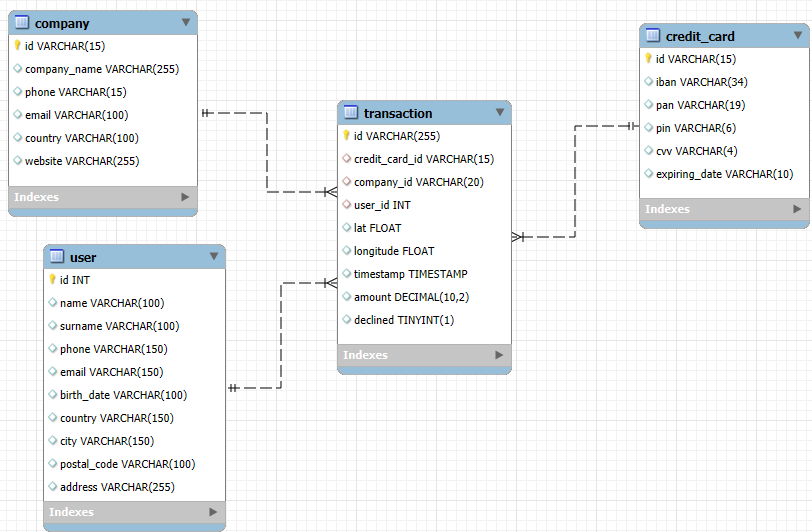 company
id VARCHAR(15)
company_name VARCHAR(255)
phone VARCHAR(15)
email VARCHAR(100)
country VARCHAR(100)
website VARCHAR(255)
Indexes
user
id INT
name VARCHAR(100)
surname VARCHAR(100)
phone VARCHAR(150)
email VARCHAR(150)
birth_date VARCHAR(100)
country VARCHAR(150)
city VARCHAR(150)
postal_code VARCHAR(100)
address VARCHAR(255)
Indexes
transaction
id VARCHAR(255)
credit_card_id VARCHAR(15)
company_id VARCHAR(20)
user_id INT
lat FLOAT
longitude FLOAT
timestamp TIMESTAMP
amount DECIMAL(10,2)
declined TINYINT(1)
Indexes
credit_card
id VARCHAR(15)
iban VARCHAR(34)
pan VARCHAR(19)
pin VARCHAR(6)
cvv VARCHAR(4)
expiring_date VARCHAR(10)
Indexes